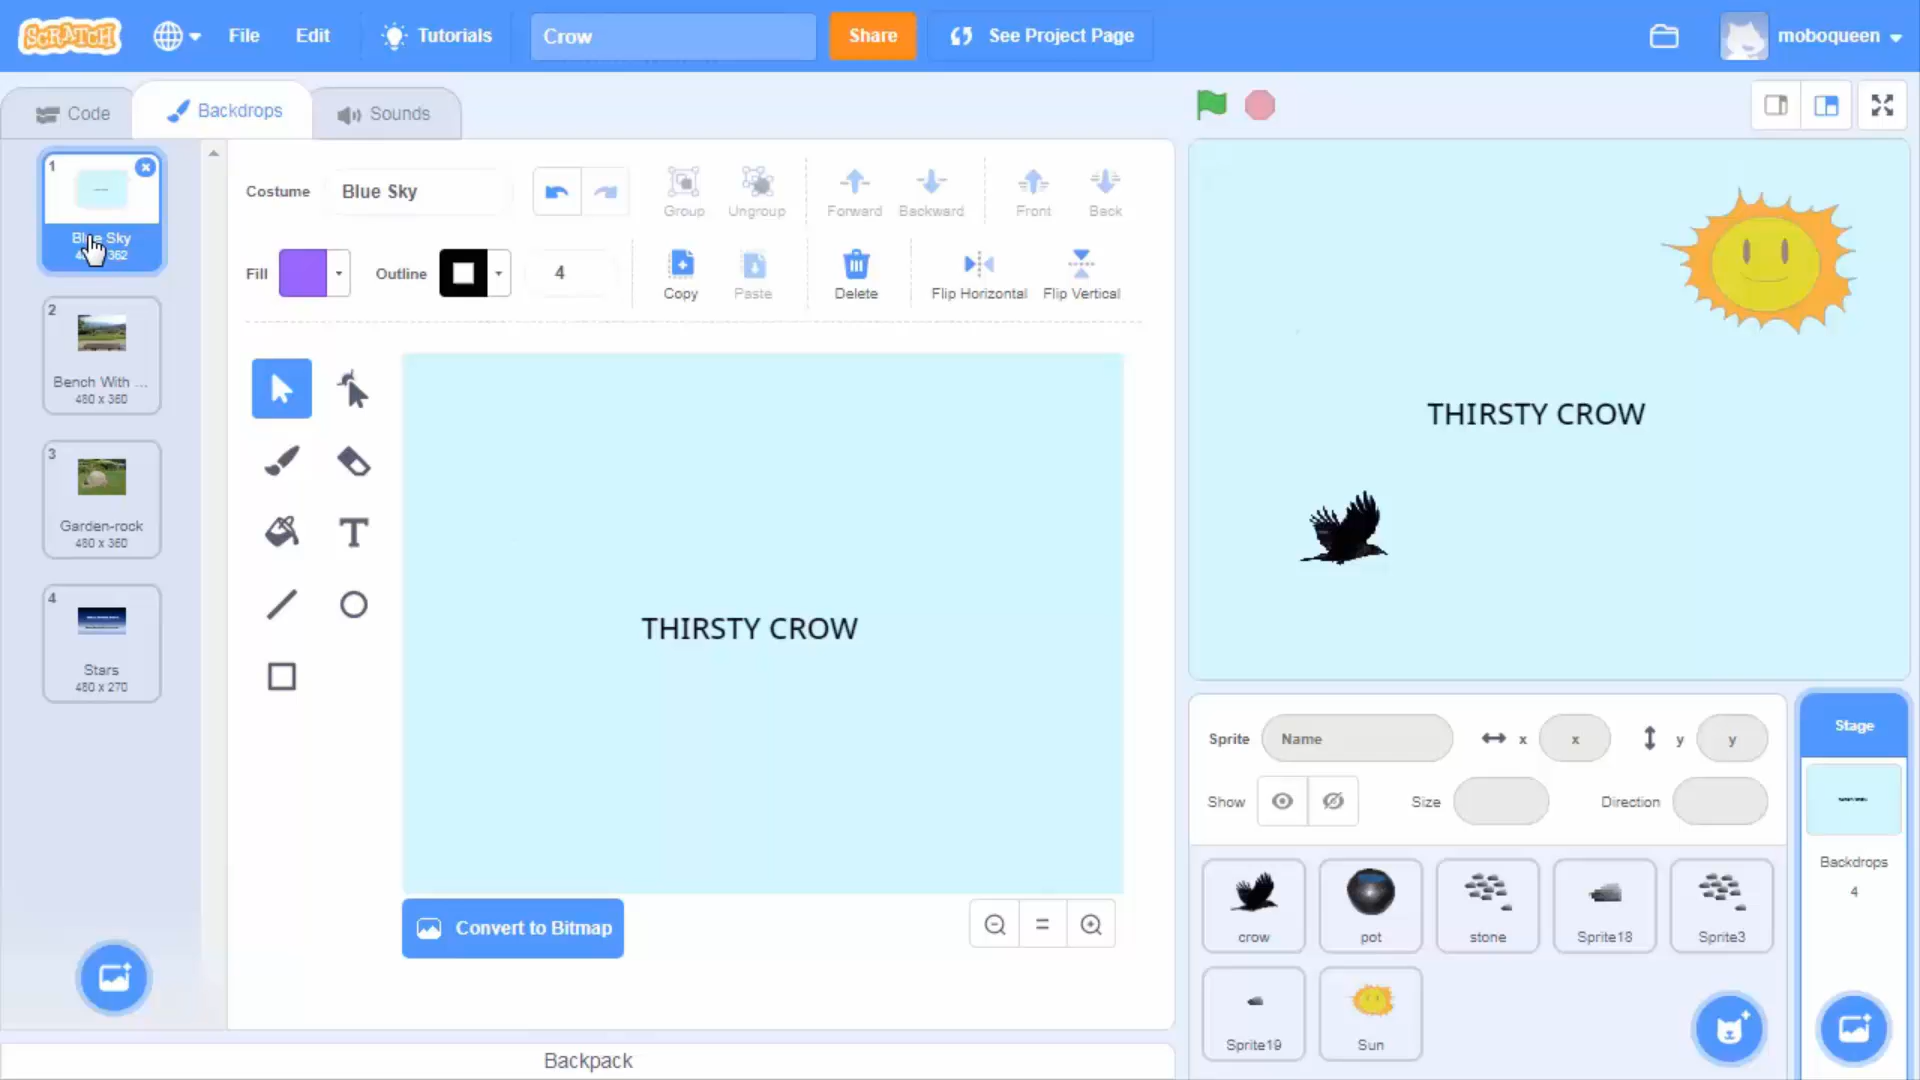 SCRATCH
File
Edit
Tutorials
Crow
Share
See Project Page
moboqueen
Code
Backdrops
Sounds
1
Blue Sky
362
2
Bench With ...
480 x 360
3
Garden-rock
480 x 360
4
Stars
480 x 270
Costume
Blue Sky
Group
Ungroup
Forward
Backward
Front
Back
Fill
Outline
4
Copy
Paste
Delete
Flip Horizontal
Flip Vertical
T
THIRSTY CROW
Convert to Bitmap
Backpack
THIRSTY CROW
Sprite
Name
x
x
y
y
Show
Size
Direction
crow
pot
stone
Sprite18
Sprite3
Sprite19
Sun
Stage
Backdrops
4